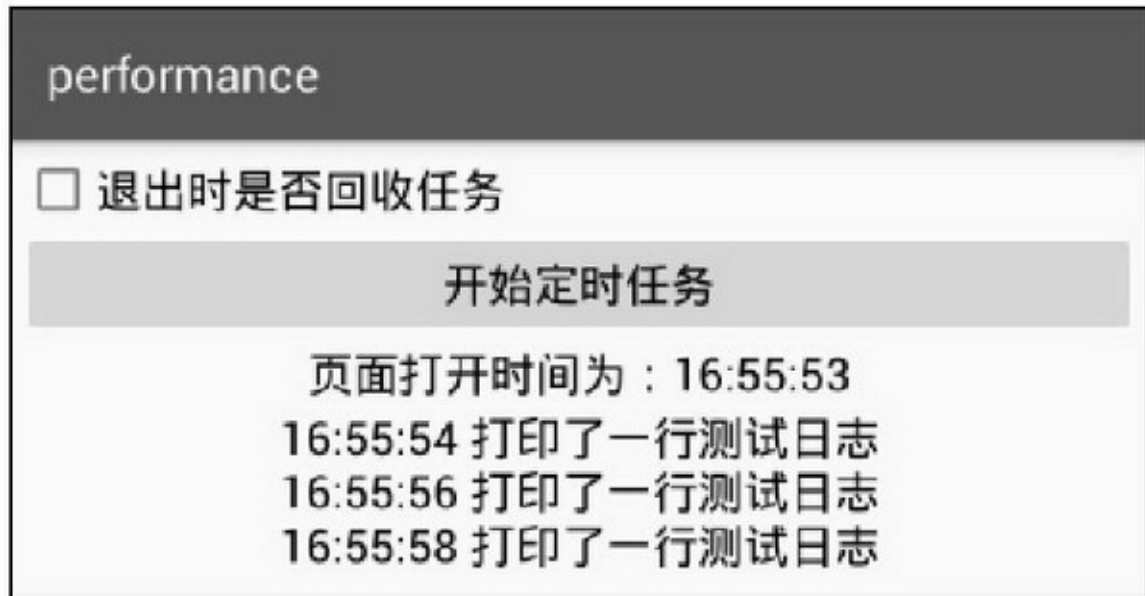 performance
退出时是否回收任务
开始定时任务
页面打开时间为：16:55:53
16:55:54 打印了一行测试日志
16:55:56 打印了一行测试日志
16:55:58 打印了一行测试日志